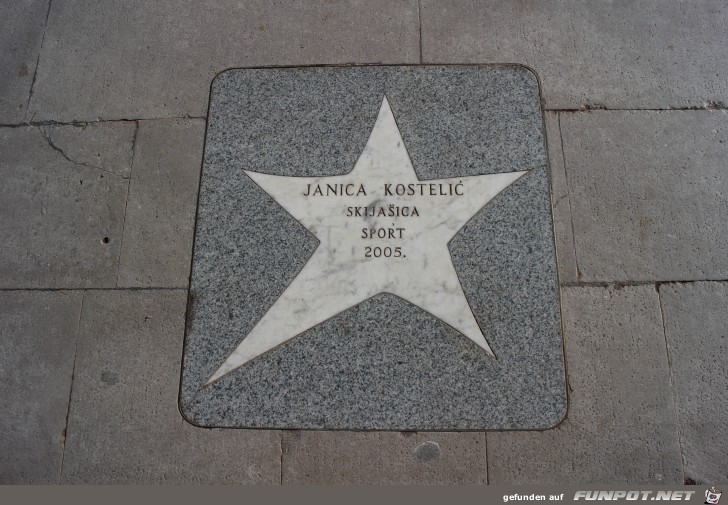 JANICA KOSTELIĆ
SKIJAŠICA
SPORT
2005.
gefunden auf FUNPOT.NET